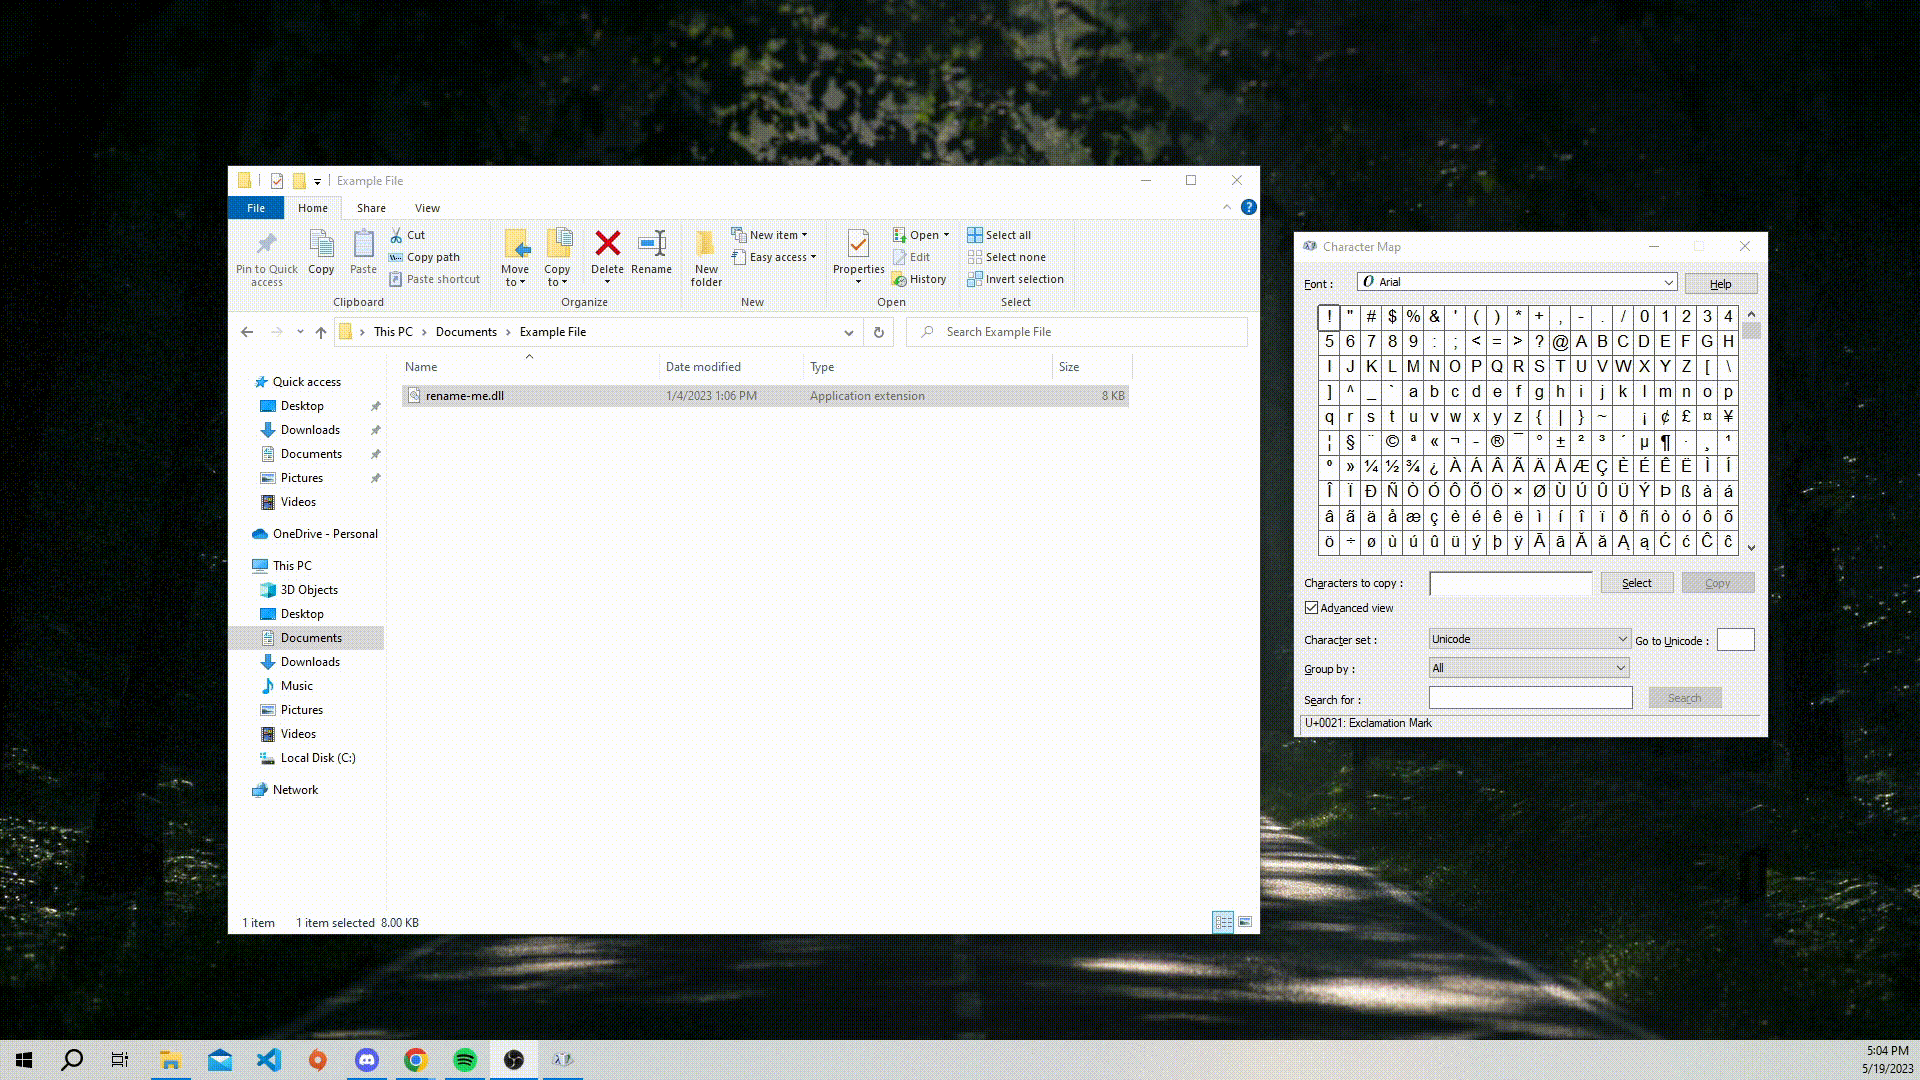 Example File
File Home Share View
Pin to Quick access
Copy
Paste
Cut
Copy path
Paste shortcut
Clipboard
Move to
Copy to
Delete
Rename
Organize
New folder
New item
Easy access
New
Properties
Open
Edit
History
Open
Select all
Select none
Invert selection
Select
This PC > Documents > Example File
Search Example File
Name Date modified Type Size
rename-me.dll 1/4/2023 1:06 PM Application extension 8 KB
Quick access
Desktop
Downloads
Documents
Pictures
Videos
OneDrive - Personal
This PC
3D Objects
Desktop
Documents
Downloads
Music
Pictures
Videos
Local Disk (C:)
Network
1 item 1 item selected 8.00 KB
Character Map
Font : Arial Help
! " # $ % & ' ( ) * + , - . / 0 1 2 3 4
5 6 7 8 9 : ; < = > ? @ A B C D E F G H
I J K L M N O P Q R S T U V W X Y Z [ \
] ^ _ ` a b c d e f g h i j k l m n o p
q r s t u v w x y z { | } ~ ¡ ¢ £ ¤ ¥
¦ § ¨ © ª « ¬ - ® ¯ ° ± ² ³ ´ µ ¶ · ¸ ¹
º » ¼ ½ ¾ ¿ À Á Â Ã Ä Å Æ Ç È É Ê Ë Ì Í
Î Ï Ð Ñ Ò Ó Ô Õ Ö × Ø Ù Ú Û Ü Ý Þ ß à á
â ã ä å æ ç è é ê ë ì í î ï ð ñ ò ó ô õ
ö ÷ ø ù ú û ü ý þ ÿ Ā ā Ă ă Ą ą Ć ć Ĉ ĉ
Characters to copy : Select Copy
Advanced view
Character set : Unicode Go to Unicode :
Group by : All
Search for : Search
U+0021: Exclamation Mark
5:04 PM
5/19/2023